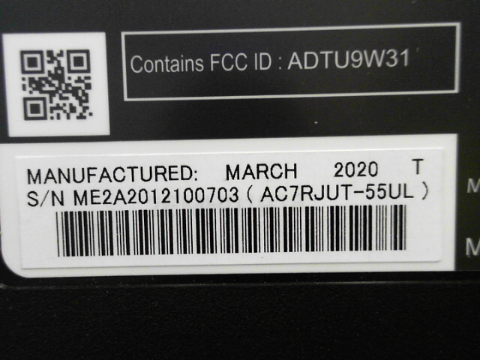 Contains FCC ID : ADTU9W31
MANUFACTURED: MARCH 2020 T
S/N ME2A2012100703 ( AC7RJUT-55UL )
M
M